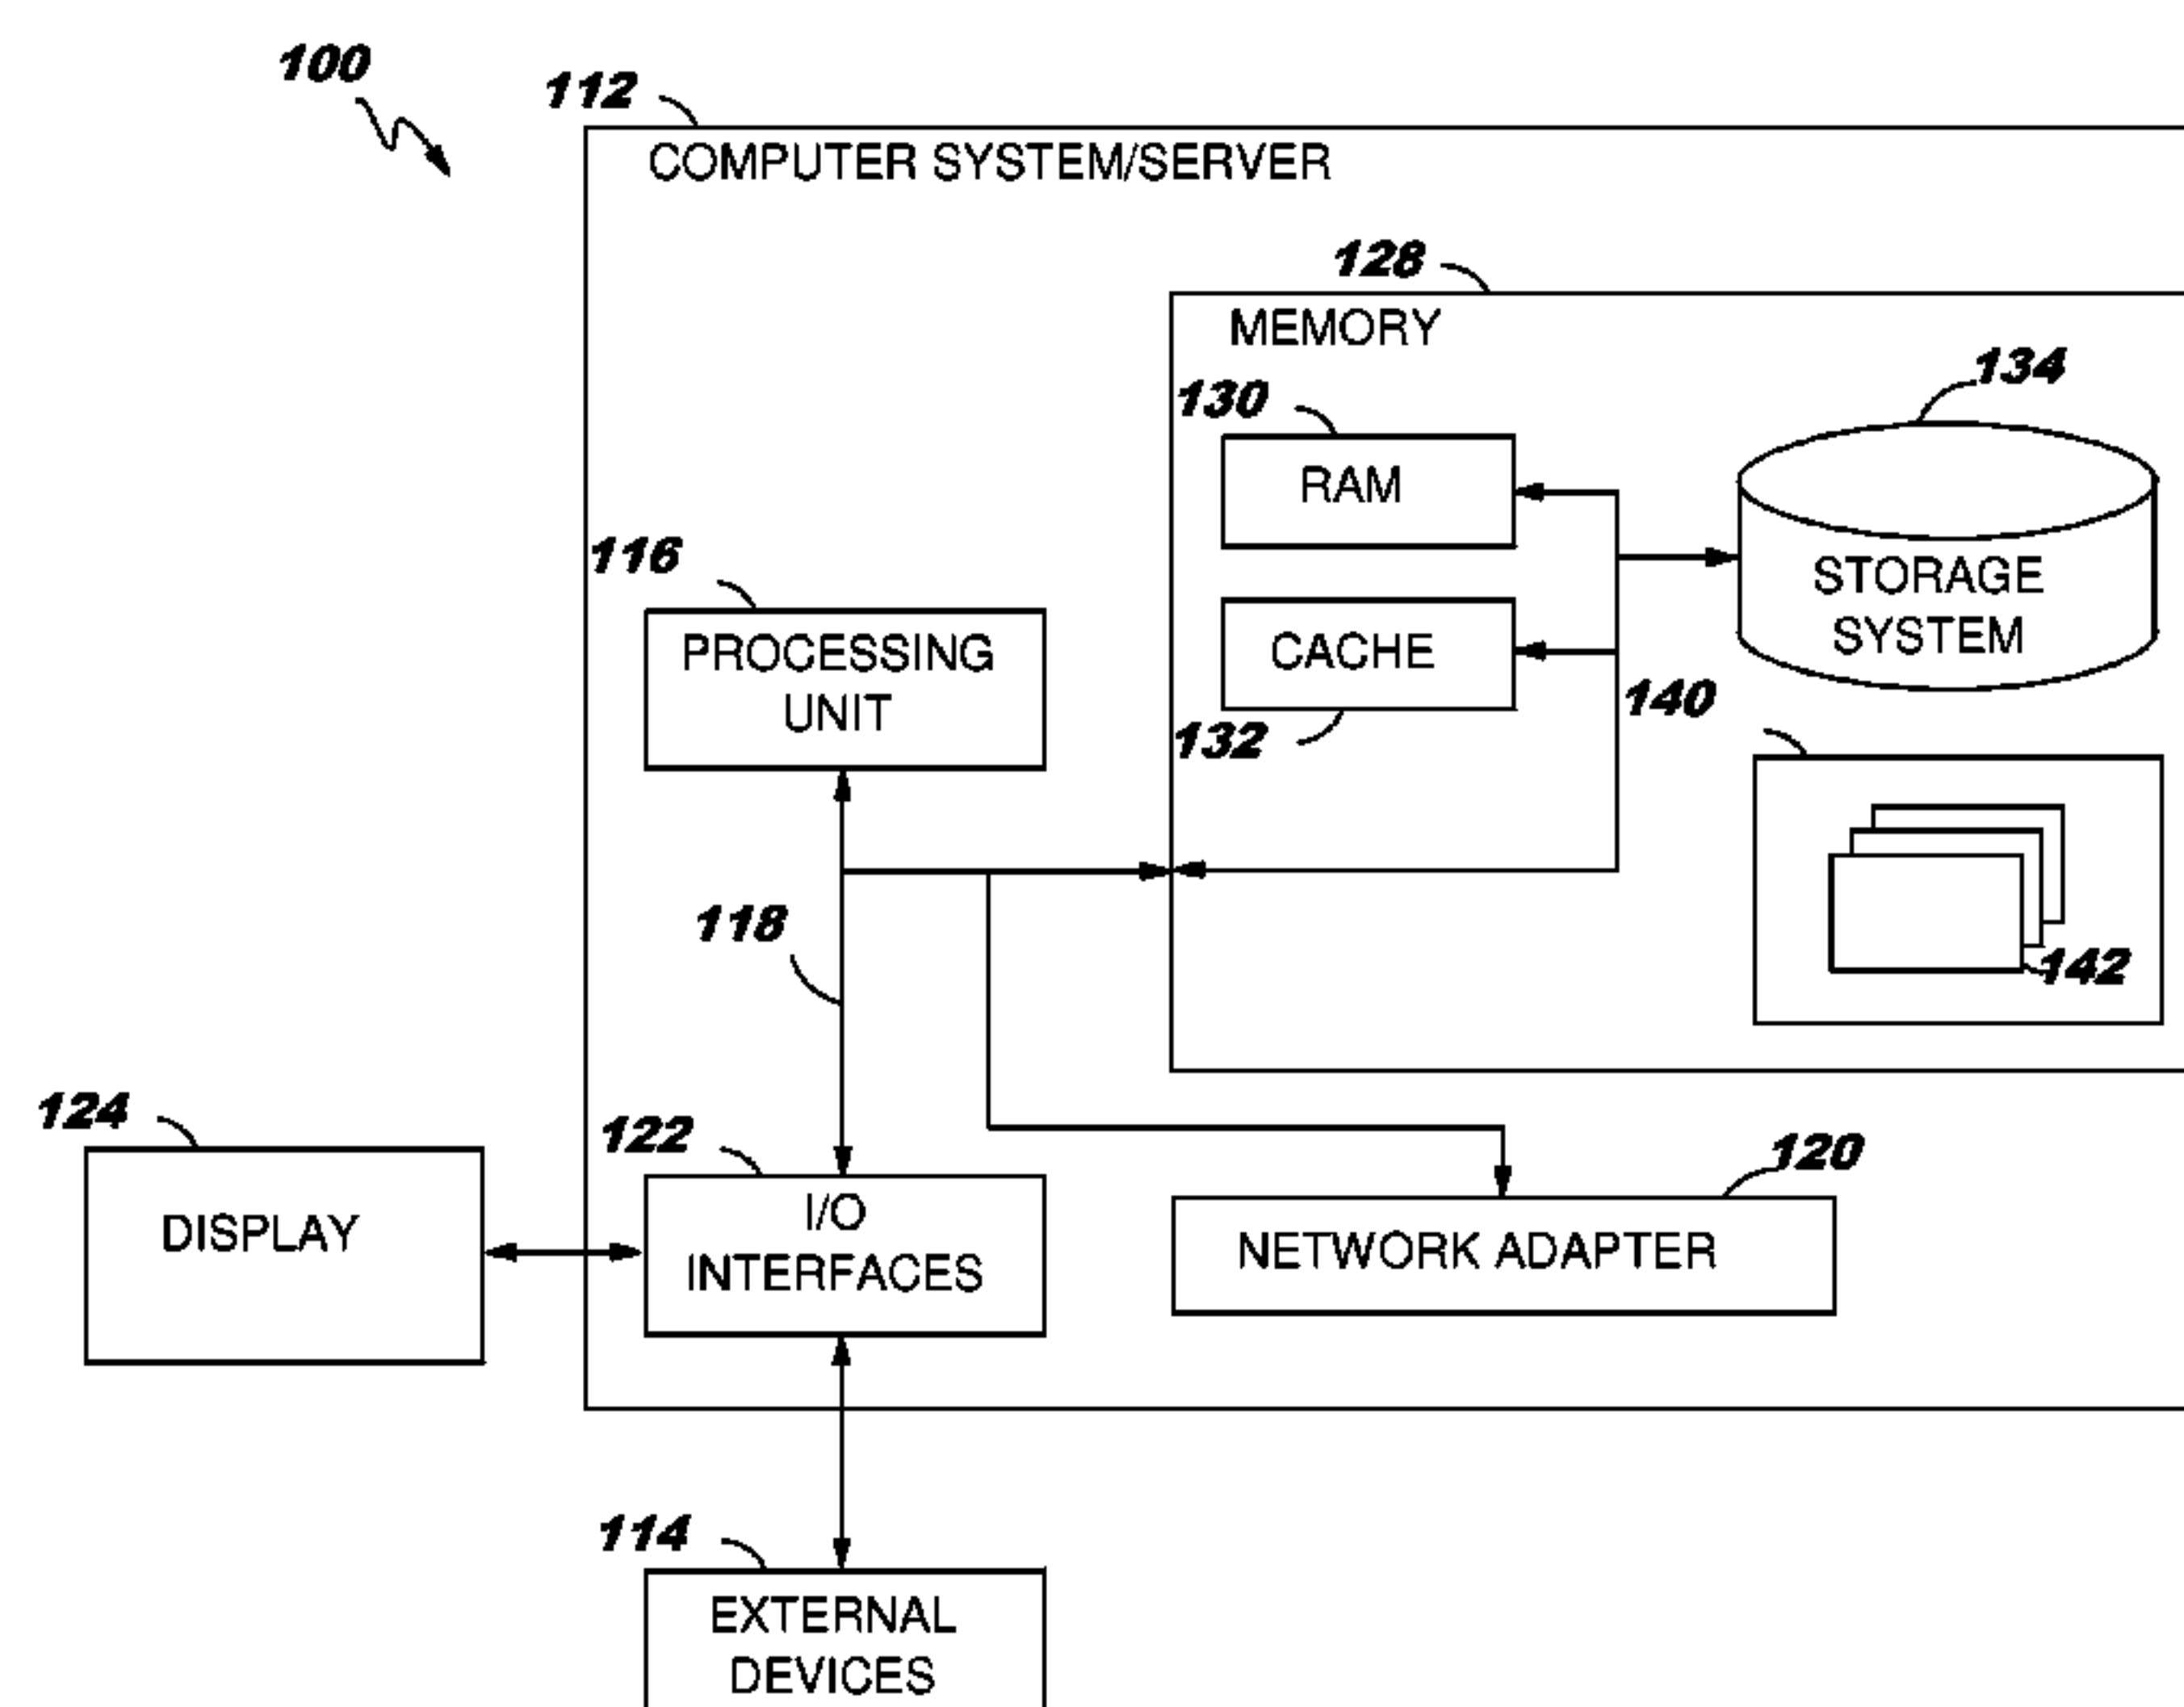 100
112
COMPUTER SYSTEM/SERVER
128
MEMORY
134
130
RAM
STORAGE
SYSTEM
116
PROCESSING
UNIT
CACHE
132
140
118
142
124
DISPLAY
122
I/O
INTERFACES
120
NETWORK ADAPTER
114
EXTERNAL
DEVICES